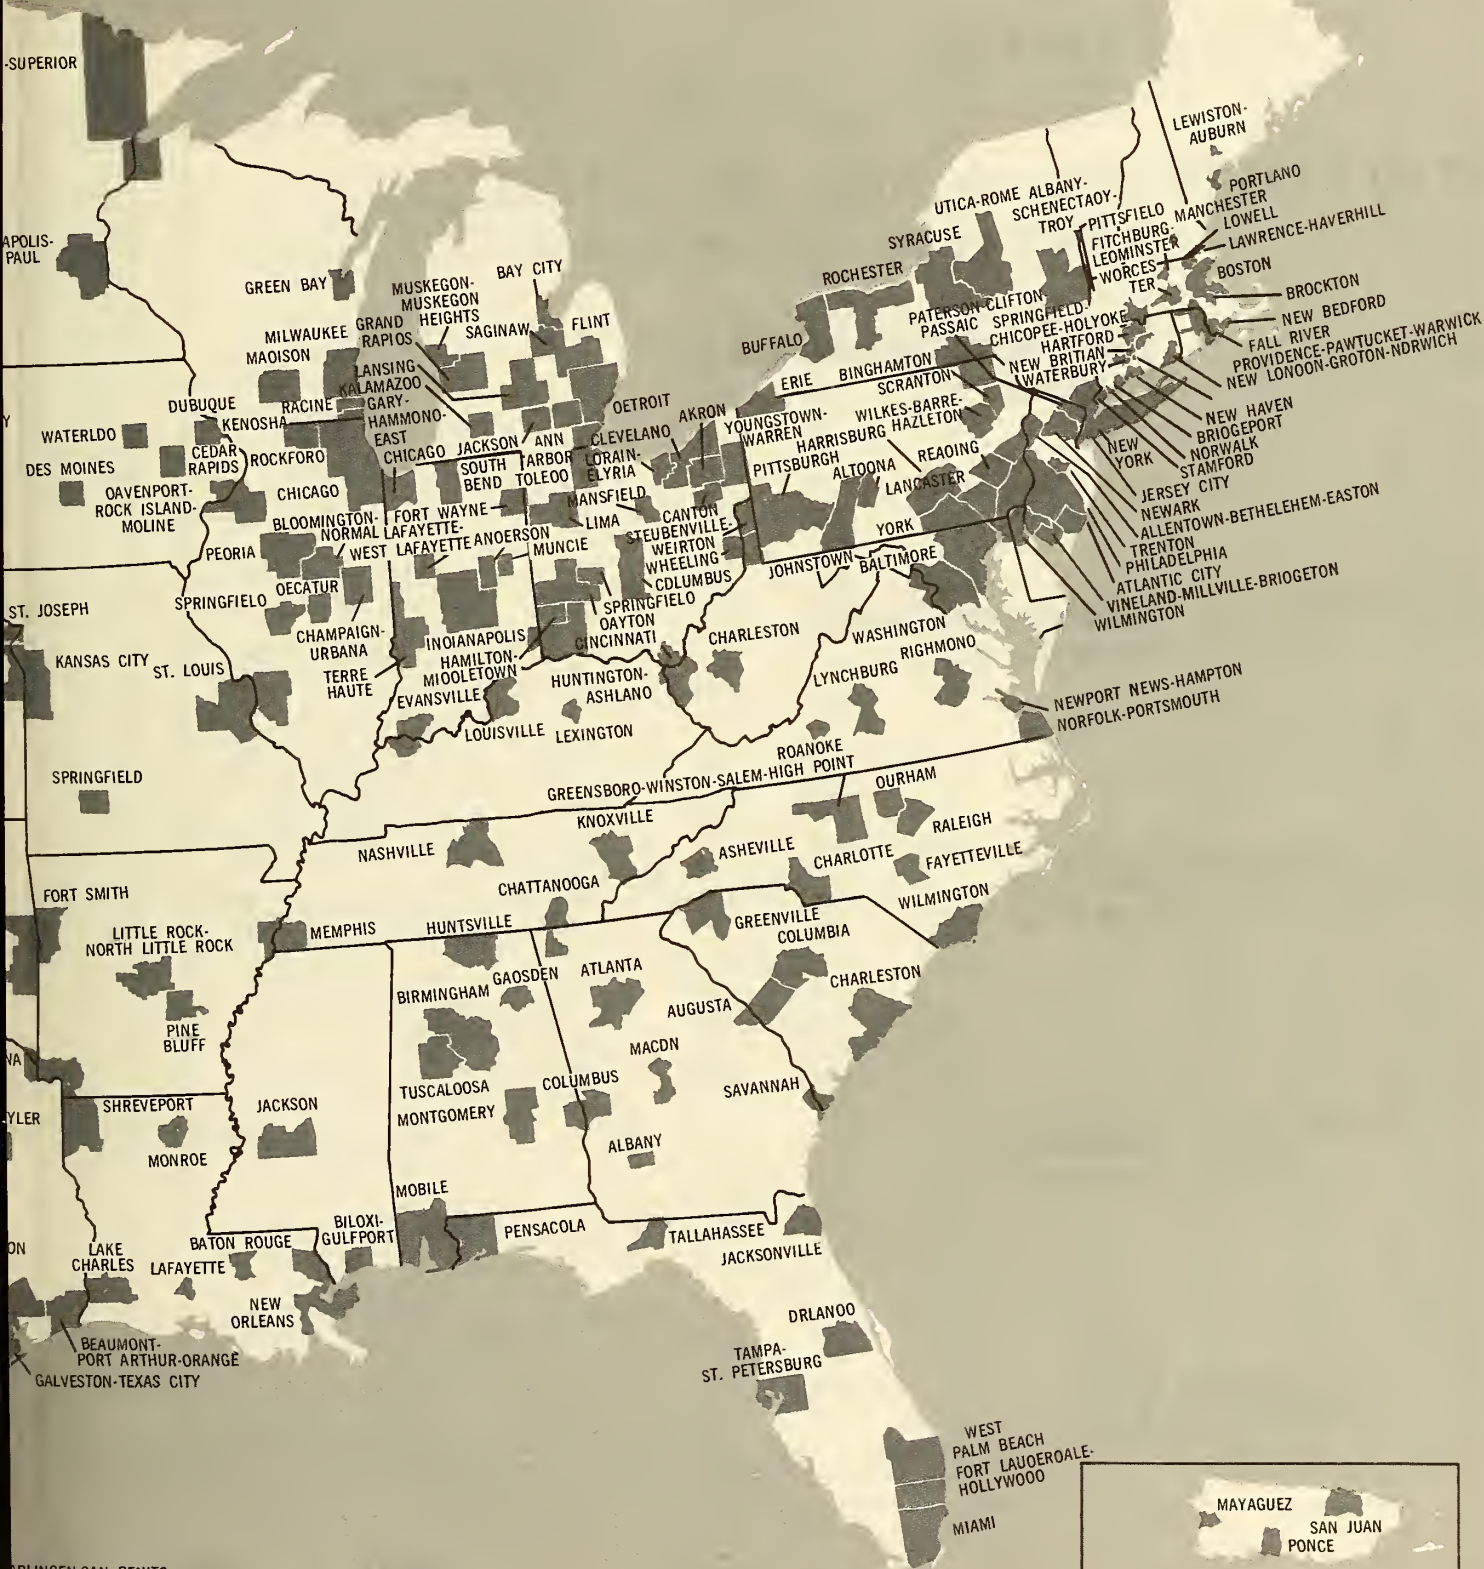 -SUPERIOR
APOLIS-
PAUL
LEWISTON-
AUBURN
PORTLANO
UTICA-ROME ALBANY-
SCHENECTAOY-
TROY
PITTSFIELD
MANCHESTER
LOWELL
LAWRENCE-HAVERHILL
FITCHBURG-
LEOMINSTER
WORCES
TER
BOSTON
BROCKTON
NEW BEDFORD
FALL RIVER
PROVIDENCE-PAWTUCKET-WARWICK
NEW LONOON-GROTON-NDRWICH
SYRACUSE
ROCHESTER
BUFFALO
PATERSON-CLIFTON
PASSAIC
SPRINGFIELD-
CHICOPEE-HOLYOKE
HARTFORD
NEW BRITIAN
WATERBURY
NEW HAVEN
BRIDGEPORT
NORWALK
STAMFORD
NEW
YORK
JERSEY CITY
NEWARK
ALLENTOWN-BETHELEHEM-EASTON
TRENTON
PHILADELPHIA
ATLANTIC CITY
VINELAND-MILLVILLE-BRIOGETON
WILMINGTON
ERIE
BINGHAMTON
SCRANTON
WILKES-BARRE-
HAZLETON
HARRISBURG
READING
LANCASTER
ALTOONA
YORK
PITTSBURGH
JOHNSTOWN
BALTIMORE
WASHINGTON
GREEN BAY
MUSKEGON-
MUSKEGON
HEIGHTS
BAY CITY
SAGINAW
FLINT
MILWAUKEE
GRAND
RAPIOS
MAOISON
LANSING
KALAMAZOO
DUBUQUE
KENOSHA
RACINE
GARY-
HAMMONO-
EAST
CHICAGO
JACKSON
ANN
ARBOR
OETROIT
AKRON
CLEVELANO
LORAIN-
ELYRIA
YOUNGSTOWN-
WARREN
WATERLDO
CEDAR
RAPIDS
ROCKFORO
DES MOINES
OAVENPORT-
ROCK ISLAND-
MOLINE
CHICAGO
SOUTH
BEND
TOLEOO
MANSFIELD
LIMA
CANTON
FORT WAYNE
STEUBENVILLE-
WEIRTON
WHEELING
BLOOMINGTON-
NORMAL
LAFAYETTE-
WEST LAFAYETTE
ANOERSON
MUNCIE
COLUMBUS
PEORIA
SPRINGFIELO
OECATUR
CHAMPAIGN-
URBANA
SPRINGFIELO
OAYTON
CINCINNATI
INDIANAPOLIS
HAMILTON-
MIOOLETOWN
TERRE
HAUTE
ST. JOSEPH
KANSAS CITY
ST. LOUIS
EVANSVILLE
LOUISVILLE
LEXINGTON
HUNTINGTON-
ASHLANO
CHARLESTON
RICHMONO
LYNCHBURG
ROANOKE
NEWPORT NEWS-HAMPTON
NORFOLK-PORTSMOUTH
SPRINGFIELD
GREENSBORO-WINSTON-SALEM-HIGH POINT
OURHAM
RALEIGH
NASHVILLE
KNOXVILLE
ASHEVILLE
CHARLOTTE
FAYETTEVILLE
CHATTANOOGA
WILMINGTON
FORT SMITH
LITTLE ROCK-
NORTH LITTLE ROCK
MEMPHIS
HUNTSVILLE
GREENVILLE
COLUMBIA
CHARLESTON
PINE
BLUFF
BIRMINGHAM
GAOSDEN
ATLANTA
AUGUSTA
NA
MACDN
TUSCALOOSA
COLUMBUS
SAVANNAH
YLER
SHREVEPORT
MONROE
JACKSON
MONTGOMERY
ALBANY
MOBILE
PENSACOLA
TALLAHASSEE
JACKSONVILLE
BILOXI-
GULFPORT
ON
LAKE
CHARLES
BATON ROUGE
LAFAYETTE
NEW
ORLEANS
BEAUMONT-
PORT ARTHUR-ORANGE
GALVESTON-TEXAS CITY
DRLANOO
TAMPA-
ST. PETERSBURG
WEST
PALM BEACH
FORT LAUOEROALE-
HOLLYWOOO
MIAMI
MAYAGUEZ
SAN JUAN
PONCE